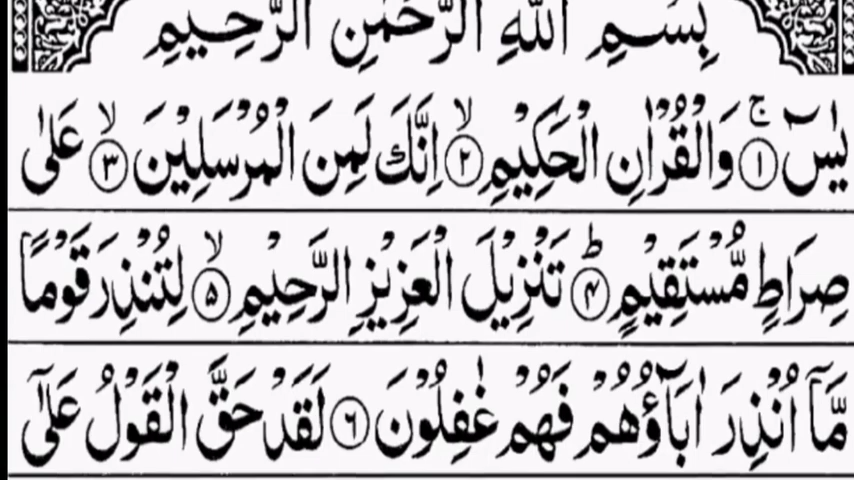 بِسْمِ اللّٰهِ الرَّحْمٰنِ الرَّحِيْمِ
يٰسٓ ۚ﴿۱﴾ وَالْقُرْاٰنِ الْحَكِيْمِ ۙ﴿۲﴾ اِنَّكَ لَمِنَ الْمُرْسَلِيْنَ ۙ﴿۳﴾ عَلٰى
صِرَاطٍ مُّسْتَقِيْمٍ ؕ﴿۴﴾ تَنْزِيْلَ الْعَزِيْزِ الرَّحِيْمِ ۙ﴿۵﴾ لِتُنْذِرَ قَوْمًا
مَّاۤ اُنْذِرَ اٰبَآؤُهُمْ فَهُمْ غٰفِلُوْنَ ﴿۶﴾ لَقَدْ حَقَّ الْقَوْلُ عَلٰۤى